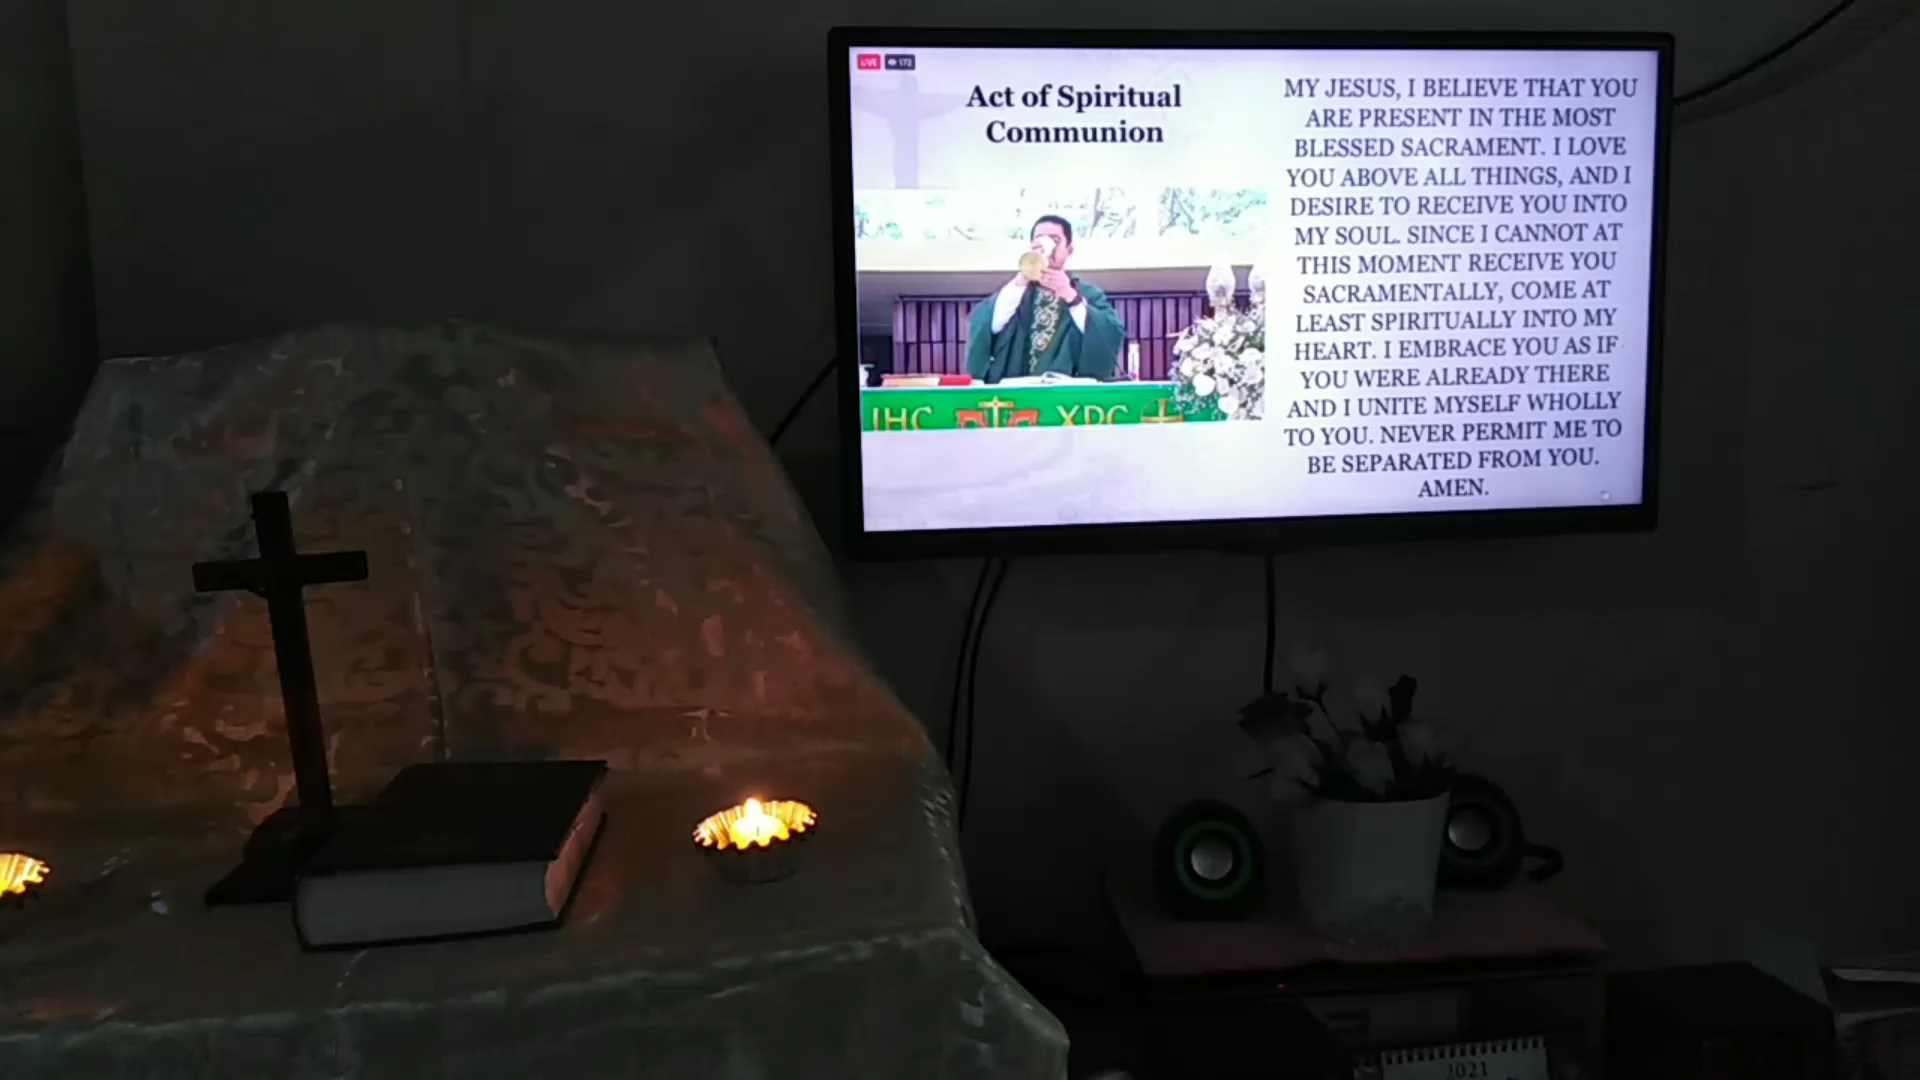 LIVE 172
Act of Spiritual
Communion
MY JESUS, I BELIEVE THAT YOU
ARE PRESENT IN THE MOST
BLESSED SACRAMENT. I LOVE
YOU ABOVE ALL THINGS, AND I
DESIRE TO RECEIVE YOU INTO
MY SOUL. SINCE I CANNOT AT
THIS MOMENT RECEIVE YOU
SACRAMENTALLY, COME AT
LEAST SPIRITUALLY INTO MY
HEART. I EMBRACE YOU AS IF
YOU WERE ALREADY THERE
AND I UNITE MYSELF WHOLLY
TO YOU. NEVER PERMIT ME TO
BE SEPARATED FROM YOU.
AMEN.
IHC XPC
2021